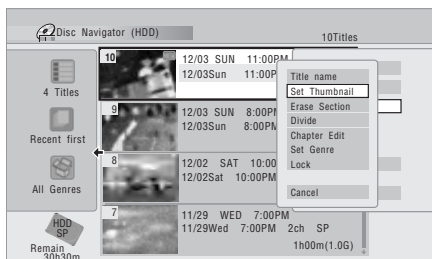 Disc Navigator (HDD)
10Titles
4 Titles
Recent first
All Genres
HDD
SP
Remain
30h30m
10
12/03 SUN 11:00PM
12/03Sun 11:00P
9
12/03 SUN 8:00P
12/03Sun 8:00PM
8
12/02 SAT 10:00
12/02Sat 10:00PM
7
11/29 WED 7:00PM
11/29Wed 7:00PM 2ch SP
1h00m(1.0G)
Title name
Set Thumbnail
Erase Section
Divide
Chapter Edit
Set Genre
Lock
Cancel